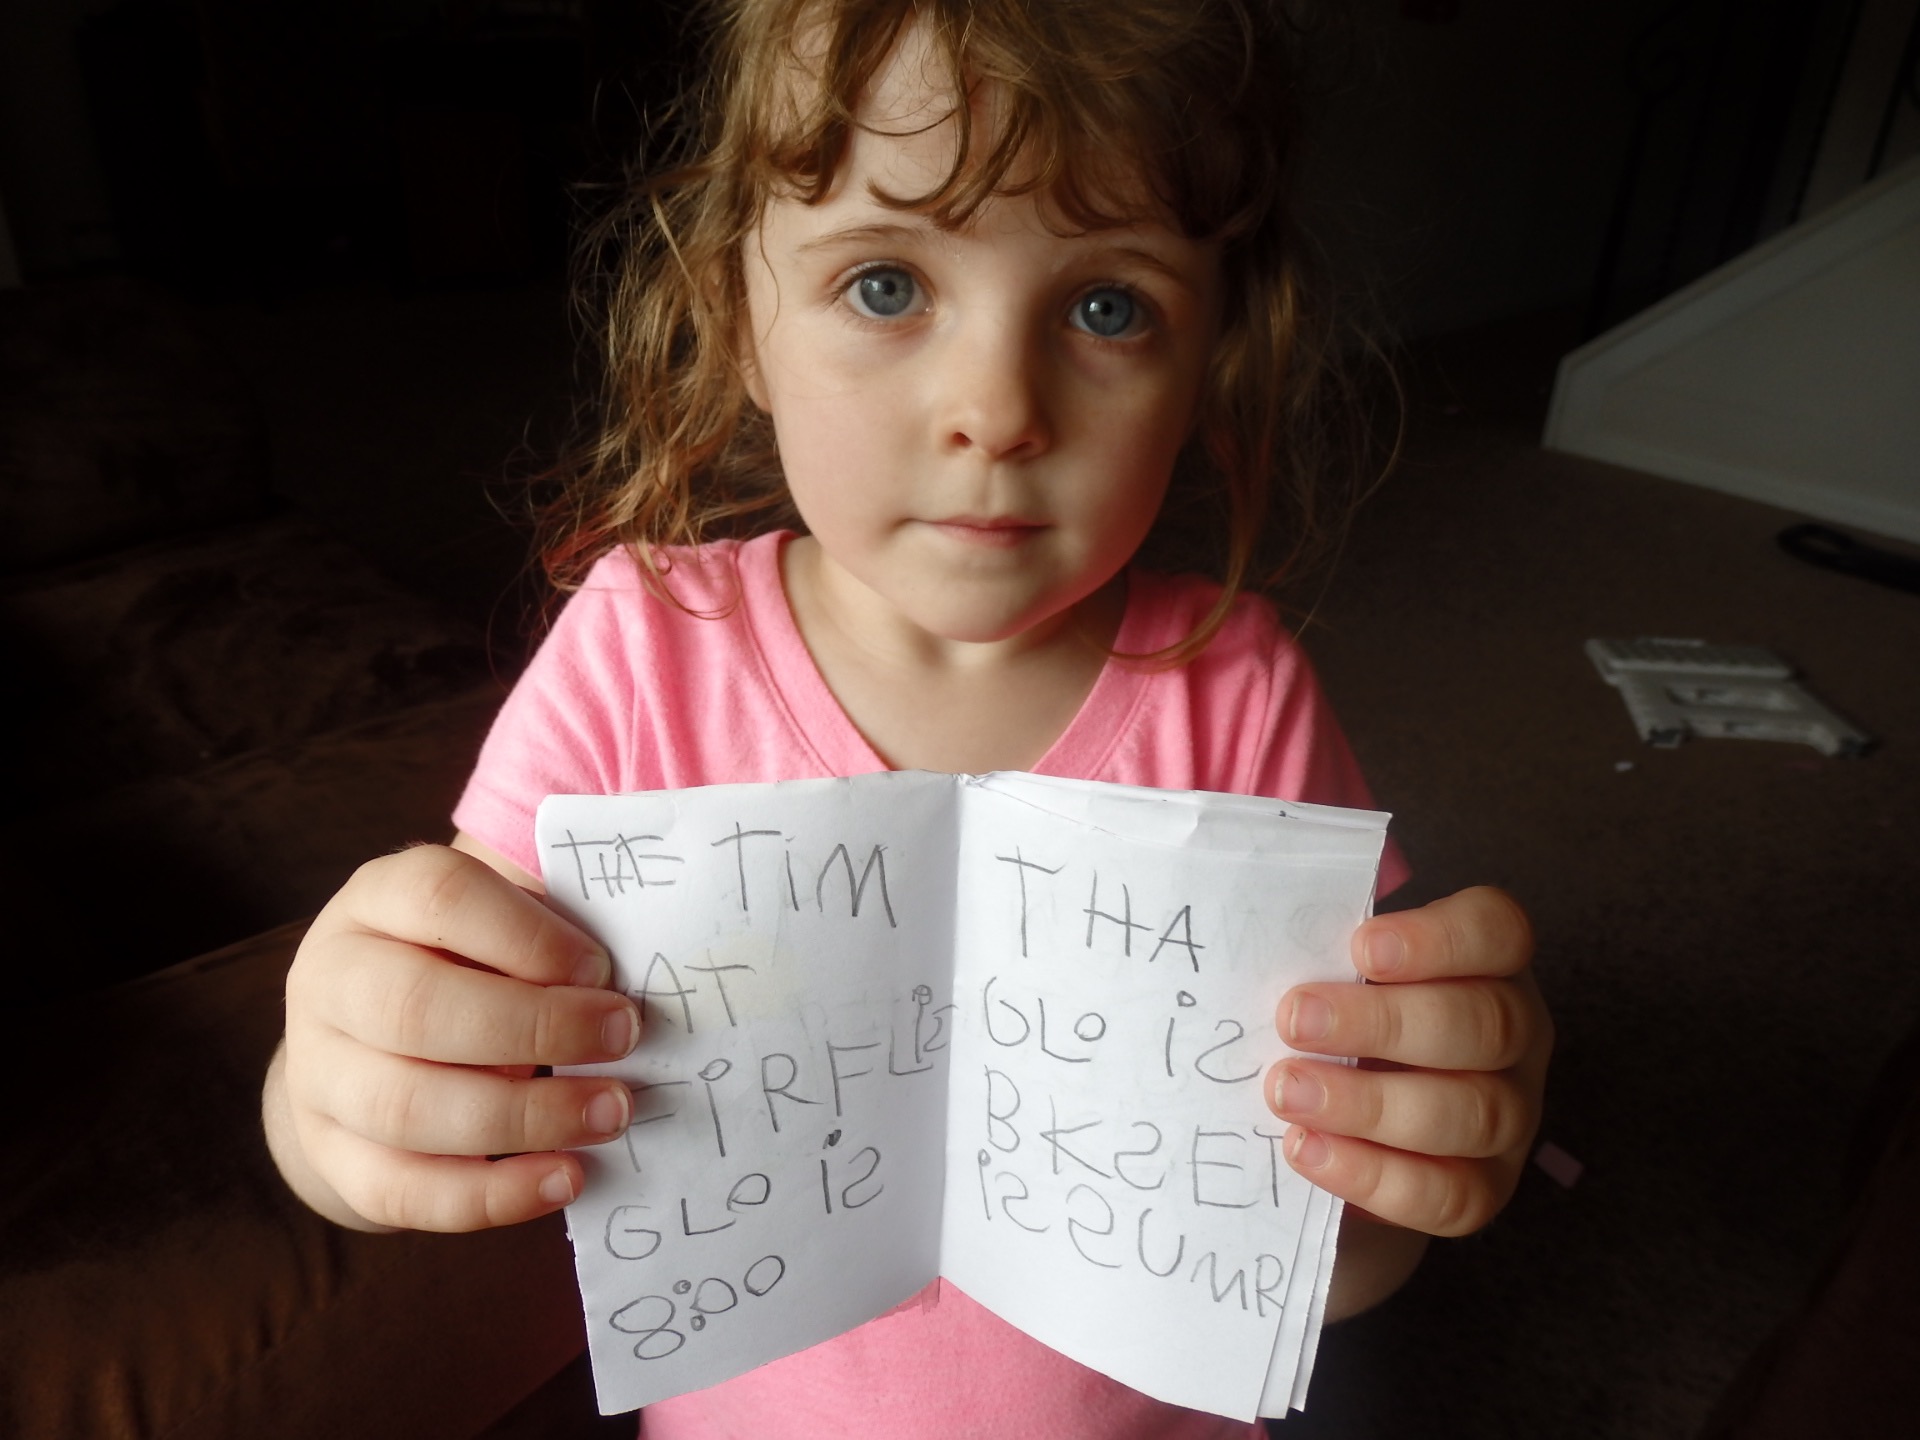 THE TiM
AT
FiRFLiS
GLO iS
8:00
THA
GLO iS
BKSET
iS SUMR